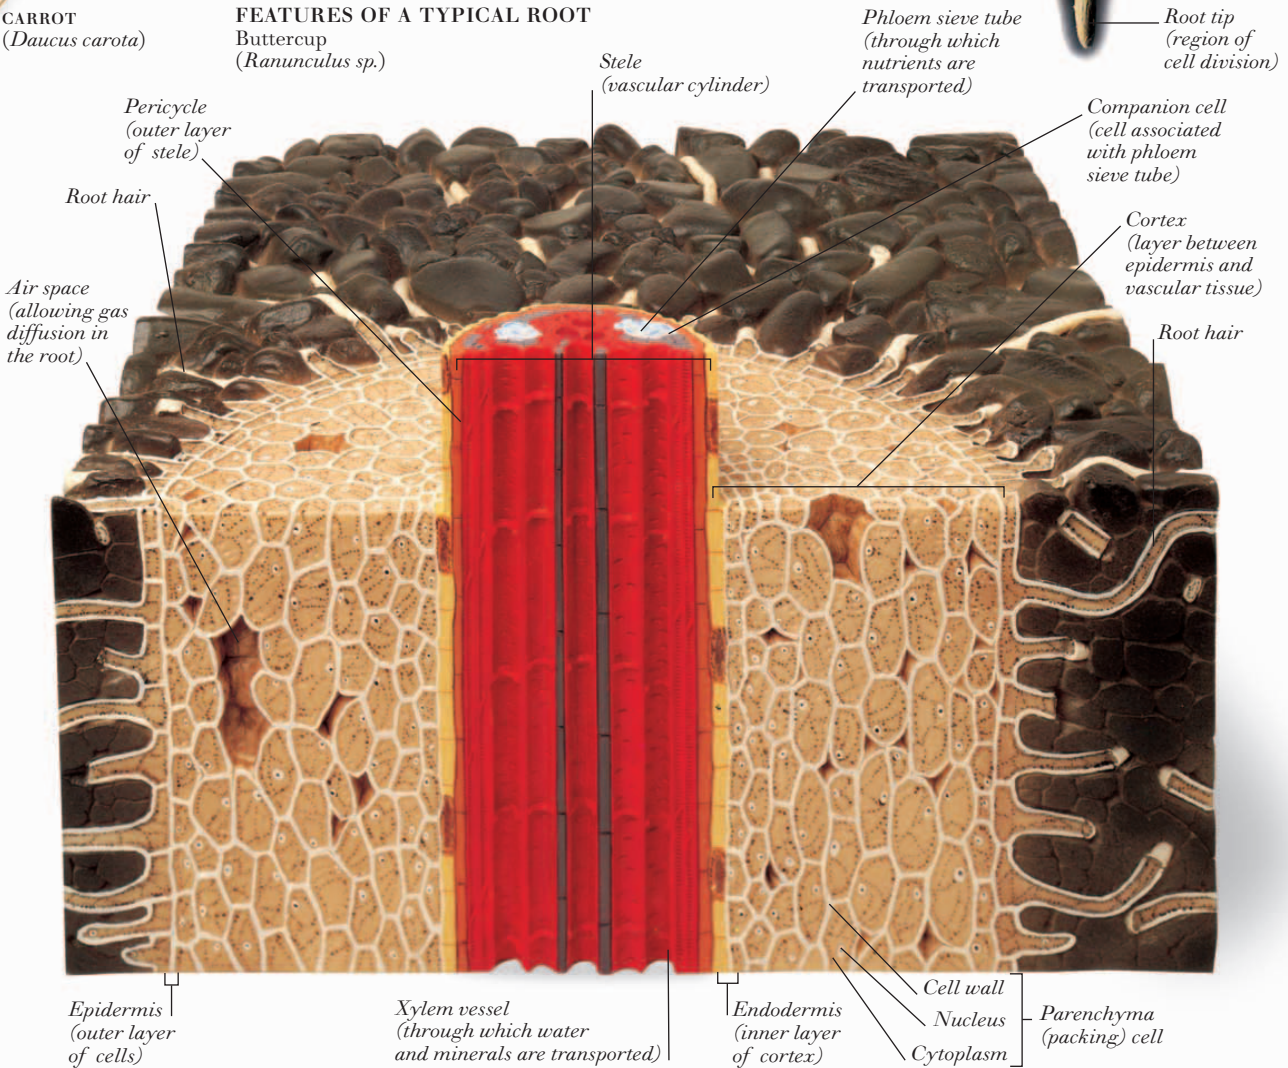 CARROT
(Daucus carota)
FEATURES OF A TYPICAL ROOT
Buttercup
(Ranunculus sp.)
Stele
(vascular cylinder)
Phloem sieve tube
(through which
nutrients are
transported)
Root tip
(region of
cell division)
Pericycle
(outer layer
of stele)
Companion cell
(cell associated
with phloem
sieve tube)
Root hair
Cortex
(layer between
epidermis and
vascular tissue)
Air space
(allowing gas
diffusion in
the root)
Root hair
Epidermis
(outer layer
of cells)
Xylem vessel
(through which water
and minerals are transported)
Endodermis
(inner layer
of cortex)
Cell wall
Nucleus
Cytoplasm
Parenchyma
(packing) cell